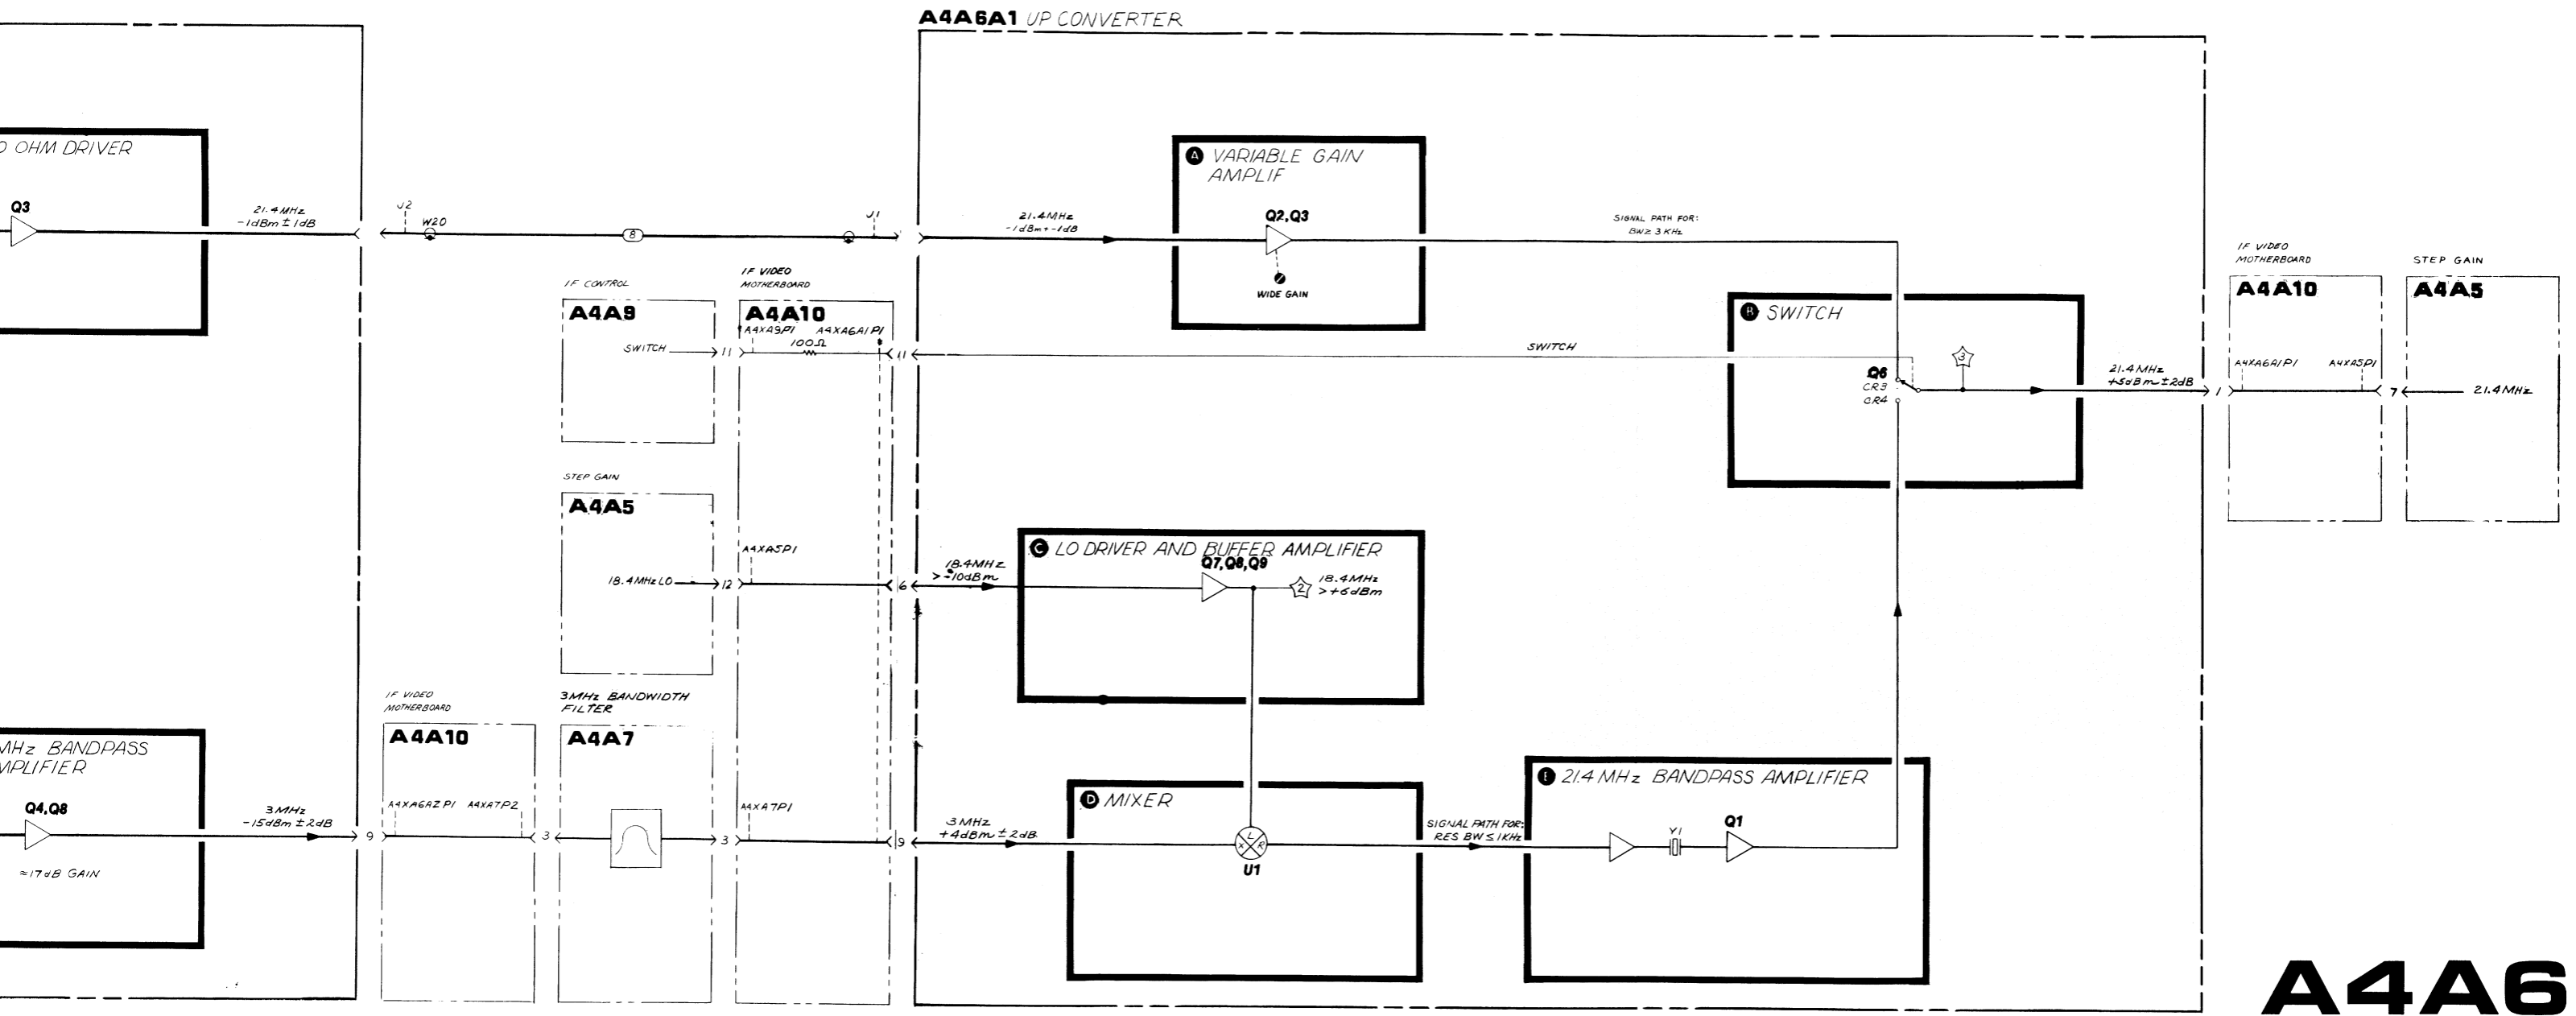 A4A6A1 UP CONVERTER
OHM DRIVER
Q3
21.4MHz
-1dBm±1dB
J2
W20
8
J1
21.4MHz
-1dBm+-1dB
A VARIABLE GAIN
AMPLIF
Q2,Q3
WIDE GAIN
SIGNAL PATH FOR:
BW≥3KHz
IF CONTROL
A4A9
SWITCH
11
IF VIDEO
MOTHERBOARD
A4A10
A4XA9P1 A4XA6A1P1
100Ω
11
SWITCH
B SWITCH
Q6
CR3
CR4
3
21.4MHz
+5dBm±2dB
1
IF VIDEO
MOTHERBOARD
A4A10
A4XA6A1P1 A4XA5P1
7
STEP GAIN
A4A5
21.4MHz
STEP GAIN
A4A5
18.4MHz LO
12
A4XA5P1
6
18.4MHz
>-10dBm
C LO DRIVER AND BUFFER AMPLIFIER
Q7,Q8,Q9
2
18.4MHz
>+6dBm
MHz BANDPASS
MPLIFIER
Q4,Q8
≈17dB GAIN
3MHz
-15dBm±2dB
9
IF VIDEO
MOTHERBOARD
A4A10
A4XA6A2P1 A4XA7P2
3
3MHz BANDWIDTH
FILTER
A4A7
3
A4XA7P1
9
3MHz
+4dBm±2dB
D MIXER
L
X R
U1
SIGNAL PATH FOR:
RES BW≤1KHz
E 21.4MHz BANDPASS AMPLIFIER
Y1
Q1
A4A6